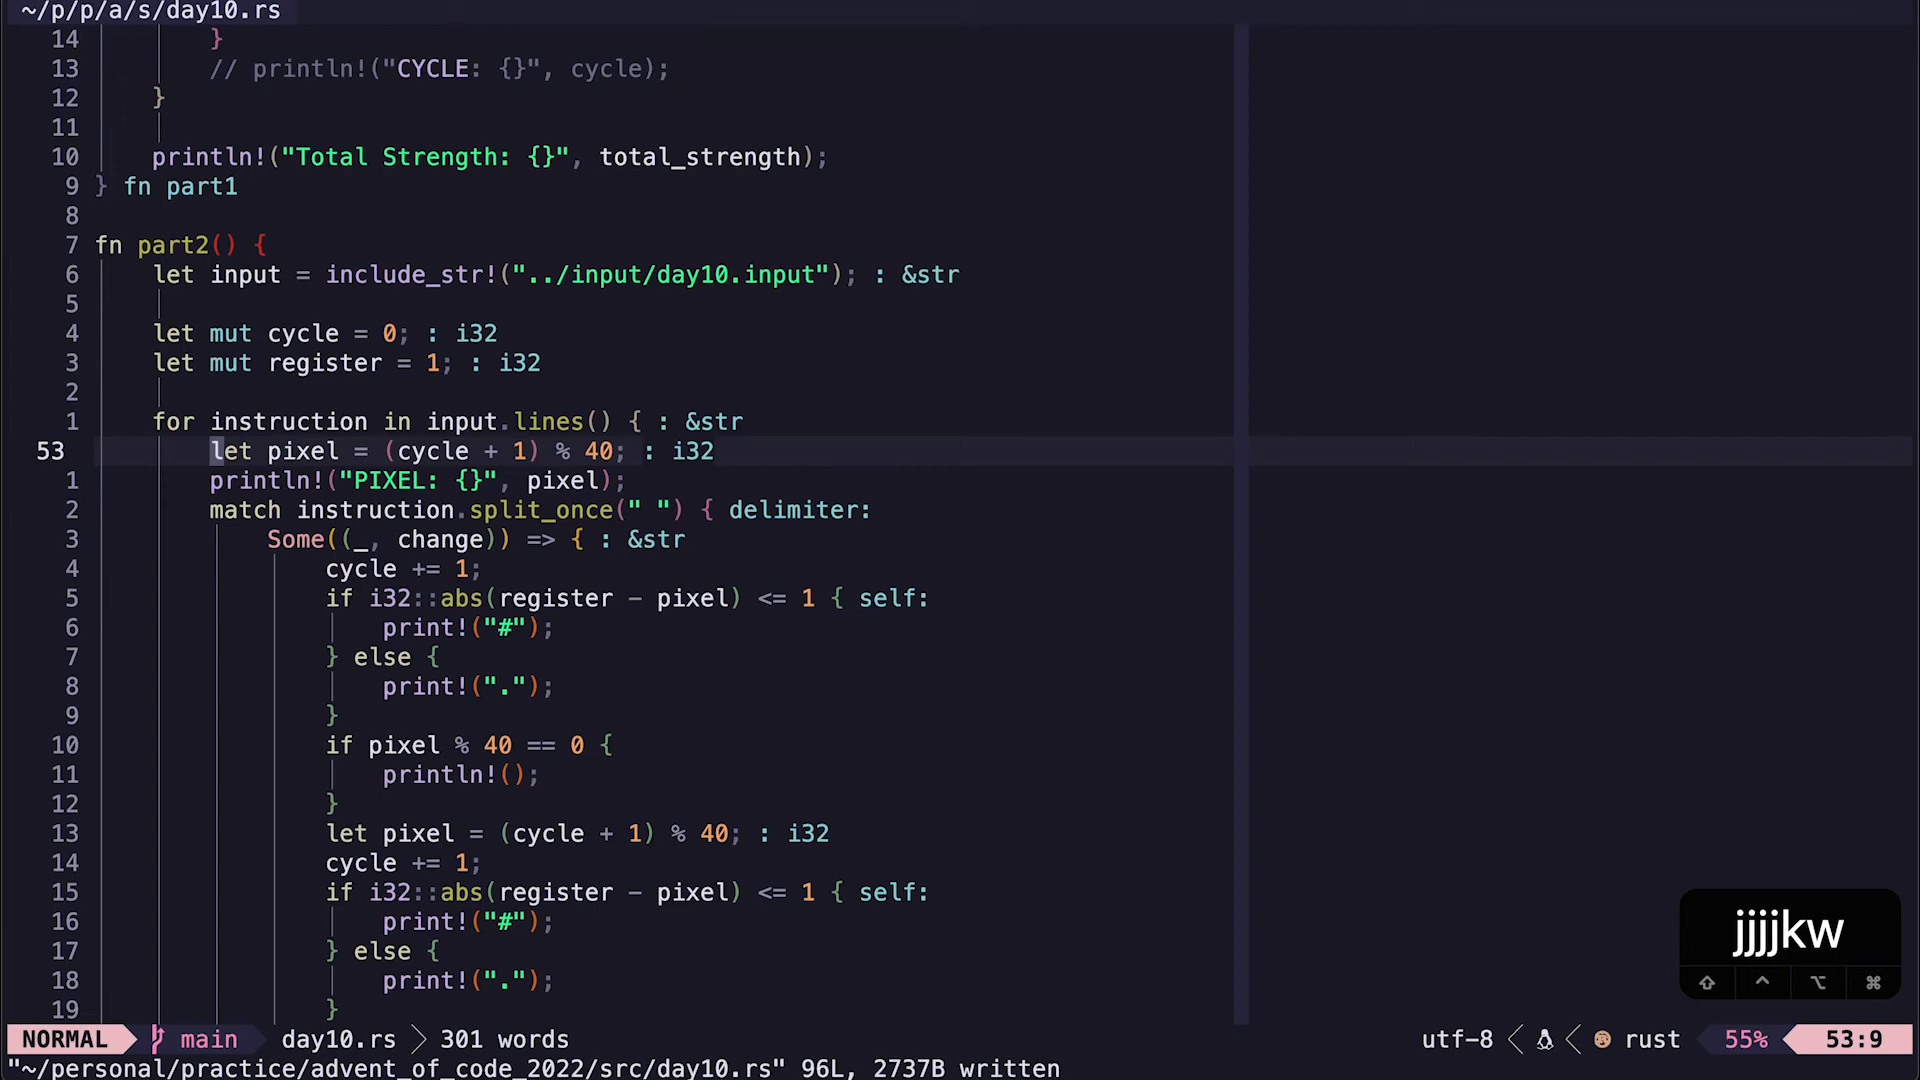 ~/p/p/a/s/day10.rs
14 }
13 // println!("CYCLE: {}", cycle);
12 }
11
10 println!("Total Strength: {}", total_strength);
9 } fn part1
8
7 fn part2() {
6 let input = include_str!("../input/day10.input"); : &str
5
4 let mut cycle = 0; : i32
3 let mut register = 1; : i32
2
1 for instruction in input.lines() { : &str
53 let pixel = (cycle + 1) % 40; : i32
1 println!("PIXEL: {}", pixel);
2 match instruction.split_once(" ") { delimiter:
3 Some((_, change)) => { : &str
4 cycle += 1;
5 if i32::abs(register - pixel) <= 1 { self:
6 print!("#");
7 } else {
8 print!(".");
9 }
10 if pixel % 40 == 0 {
11 println!();
12 }
13 let pixel = (cycle + 1) % 40; : i32
14 cycle += 1;
15 if i32::abs(register - pixel) <= 1 { self:
16 print!("#");
17 } else {
18 print!(".");
19 }
jjjjkw
⇧ ^ ⌥ ⌘
NORMAL main day10.rs 301 words utf-8 rust 55% 53:9
"~/personal/practice/advent_of_code_2022/src/day10.rs" 96L, 2737B written